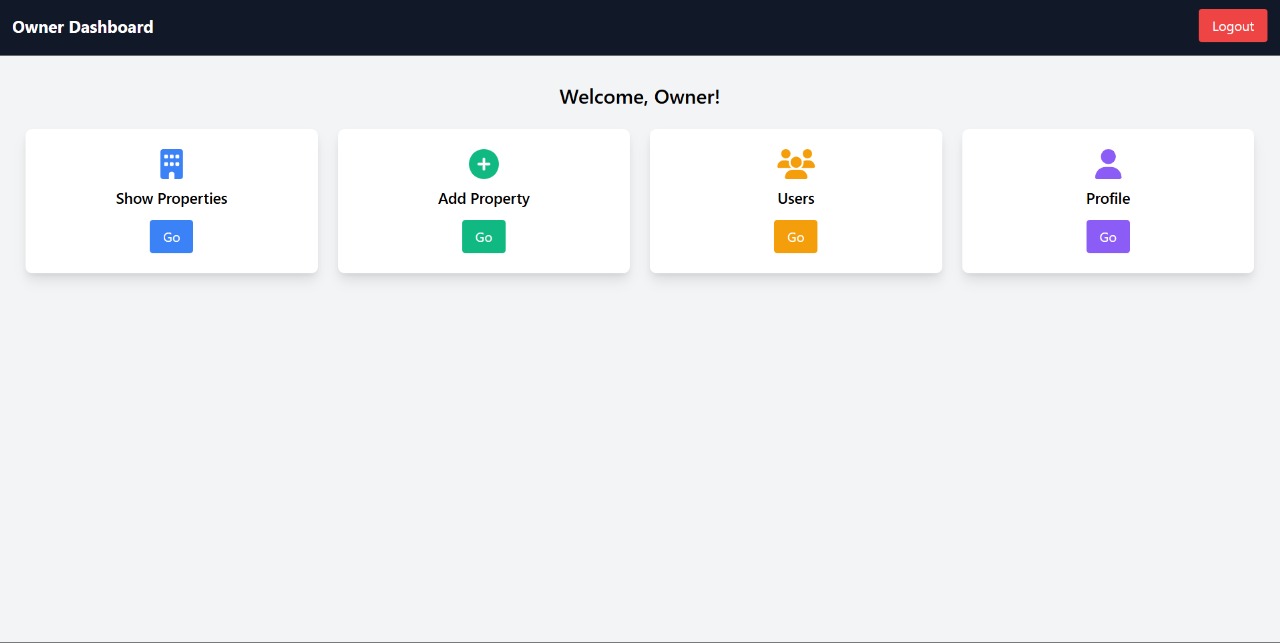 Owner Dashboard
Logout
Welcome, Owner!
Show Properties
Go
Add Property
Go
Users
Go
Profile
Go